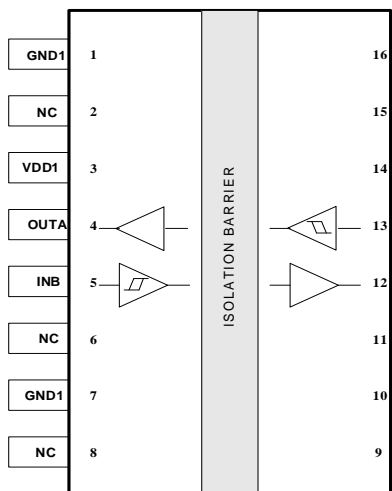 GND1 1 16
NC 2 15
VDD1 3 14
OUTA 4 13
INB 5 12
NC 6 11
GND1 7 10
NC 8 9
ISOLATION BARRIER